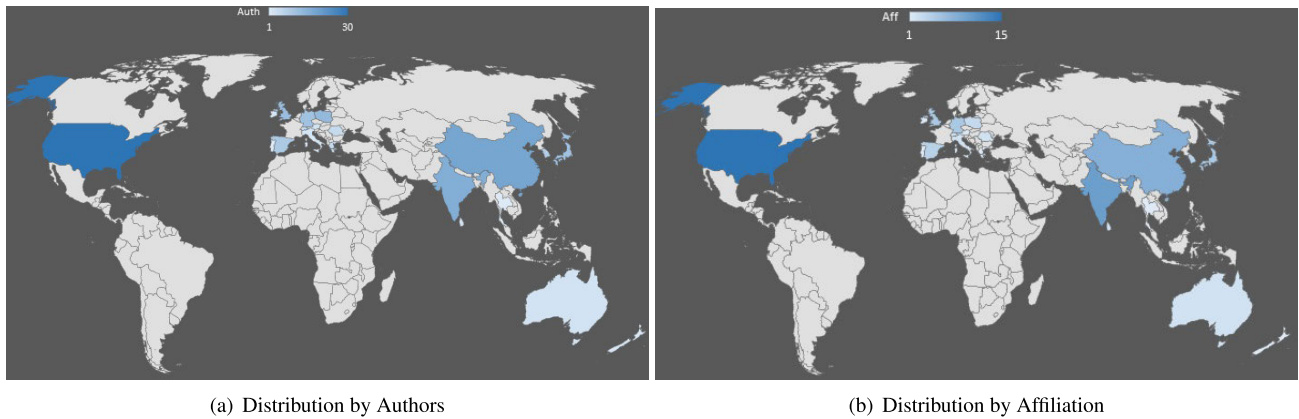 Auth
1 30
Aff
1 15
(a) Distribution by Authors
(b) Distribution by Affiliation